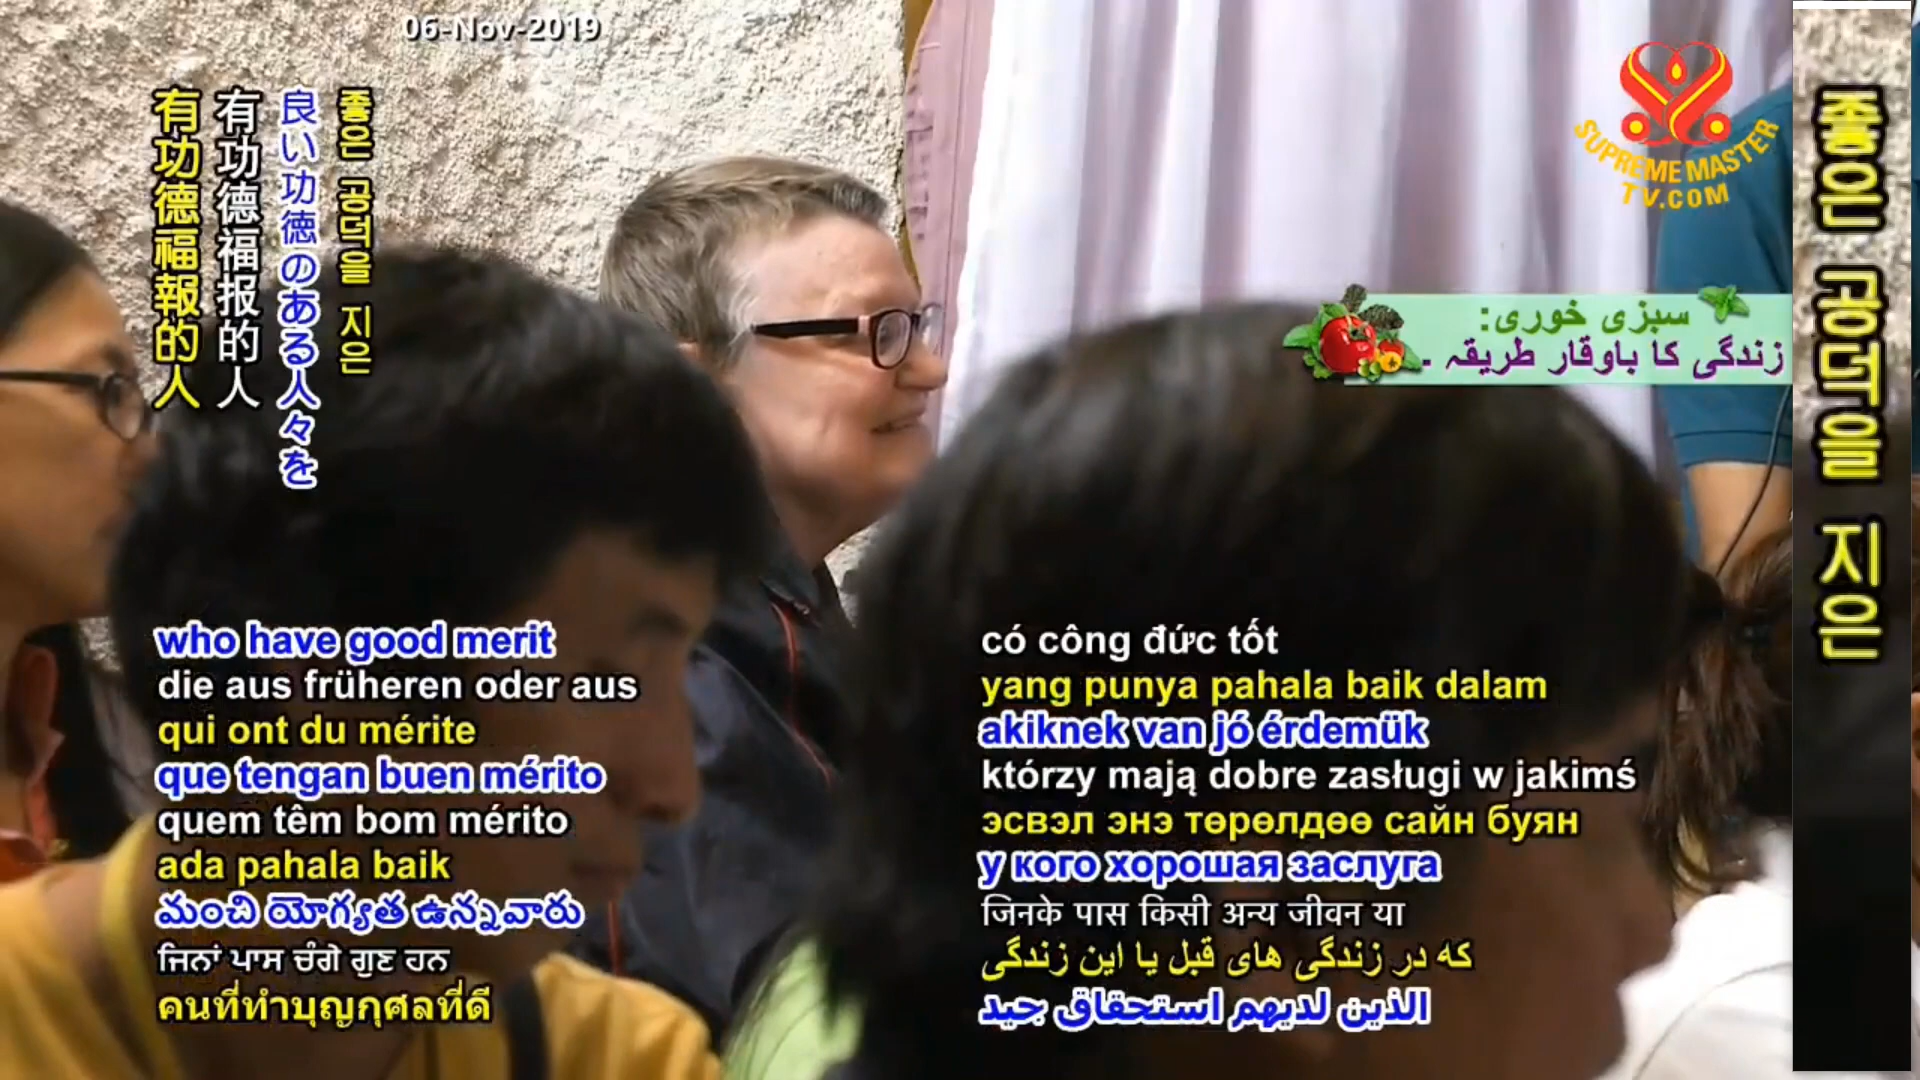 06-Nov-2019
有功德福報的人
有功德福报的人
良い功徳のある人々を
좋은 공덕을 지은
SUPREME MASTER
TV.COM
سبزی خوری:
زندگی کا باوقار طریقہ -
좋은 공덕을 지은
who have good merit
die aus früheren oder aus
qui ont du mérite
que tengan buen mérito
quem têm bom mérito
ada pahala baik
మంచి యోగ్యత ఉన్నవారు
ਜਿਨਾਂ ਪਾਸ ਚੰਗੇ ਗੁਣ ਹਨ
คนที่ทำบุญกุศลที่ดี
có công đức tốt
yang punya pahala baik dalam
akiknek van jó érdemük
którzy mają dobre zasługi w jakimś
эсвэл энэ төрөлдөө сайн буян
у кого хорошая заслуга
जिनके पास किसी अन्य जीवन या
که در زندگی های قبل یا این زندگی
الذين لديهم استحقاق جيد